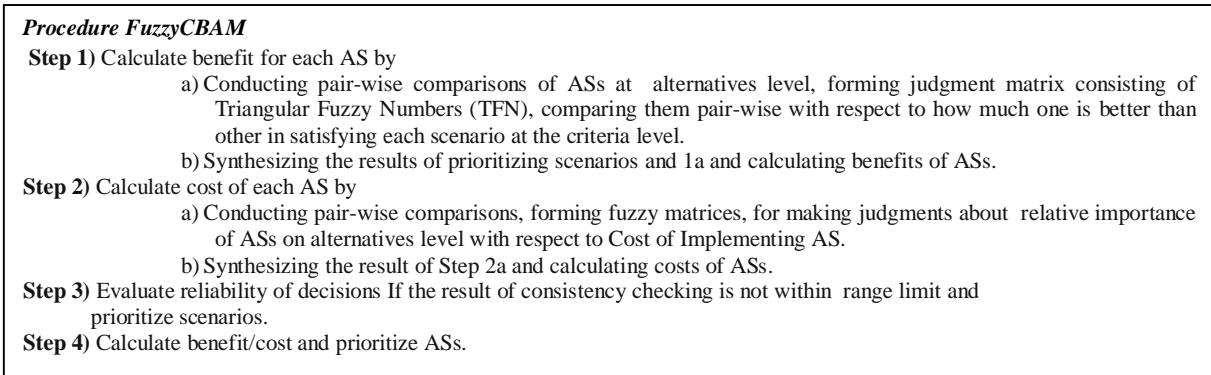 Procedure FuzzyCBAM
Step 1) Calculate benefit for each AS by
a) Conducting pair-wise comparisons of ASs at alternatives level, forming judgment matrix consisting of
Triangular Fuzzy Numbers (TFN), comparing them pair-wise with respect to how much one is better than
other in satisfying each scenario at the criteria level.
b) Synthesizing the results of prioritizing scenarios and 1a and calculating benefits of ASs.
Step 2) Calculate cost of each AS by
a) Conducting pair-wise comparisons, forming fuzzy matrices, for making judgments about relative importance
of ASs on alternatives level with respect to Cost of Implementing AS.
b) Synthesizing the result of Step 2a and calculating costs of ASs.
Step 3) Evaluate reliability of decisions If the result of consistency checking is not within range limit and
prioritize scenarios.
Step 4) Calculate benefit/cost and prioritize ASs.